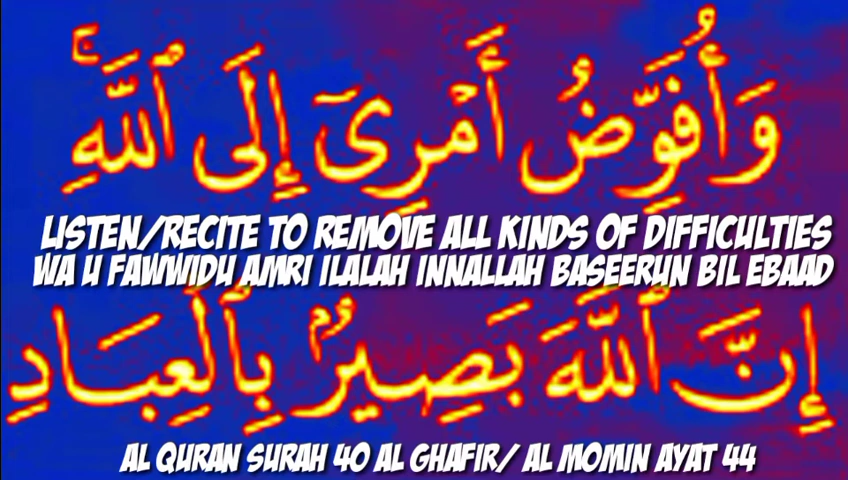 وَأُفَوِّضُ أَمْرِىٓ إِلَى ٱللَّهِ ۚ
LISTEN/RECITE TO REMOVE ALL KINDS OF DIFFICULTIES
WA U FAWWIDU AMRI ILALAH INNALLAH BASEERUN BIL EBAAD
إِنَّ ٱللَّهَ بَصِيرٌۢ بِٱلْعِبَادِ
AL QURAN SURAH 40 AL GHAFIR/ AL MOMIN AYAT 44